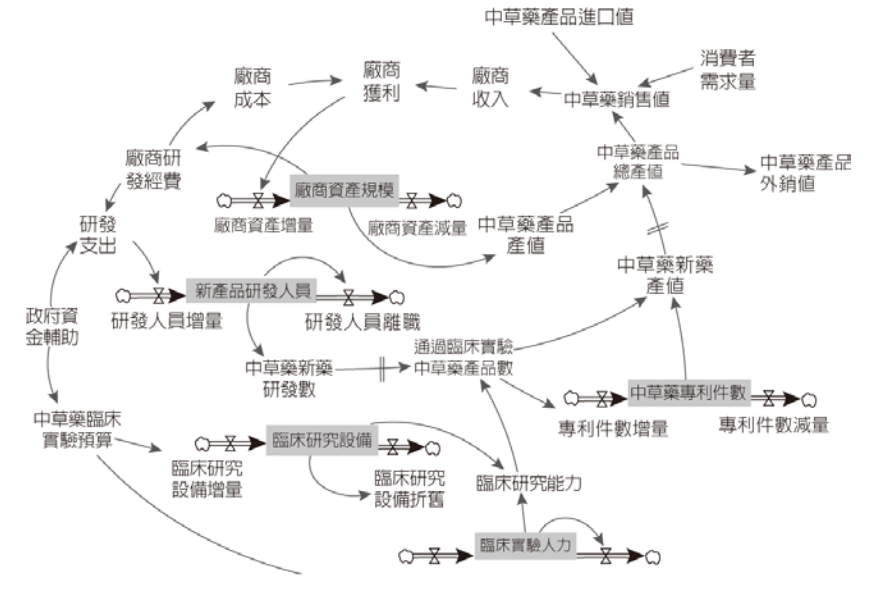 中草藥產品進口值
消費者
需求量
廠商
成本
廠商
獲利
廠商
收入
中草藥銷售值
廠商研
發經費
中草藥產品
總產值
中草藥產品
外銷值
廠商資產規模
廠商資產增量
廠商資產減量
中草藥產品
產值
研發
支出
中草藥新藥
產值
新產品研發人員
研發人員增量
研發人員離職
政府資
金輔助
中草藥新藥
研發數
通過臨床實驗
中草藥產品數
中草藥專利件數
專利件數增量
專利件數減量
中草藥臨床
實驗預算
臨床研究設備
臨床研究
設備增量
臨床研究
設備折舊
臨床研究能力
臨床實驗人力